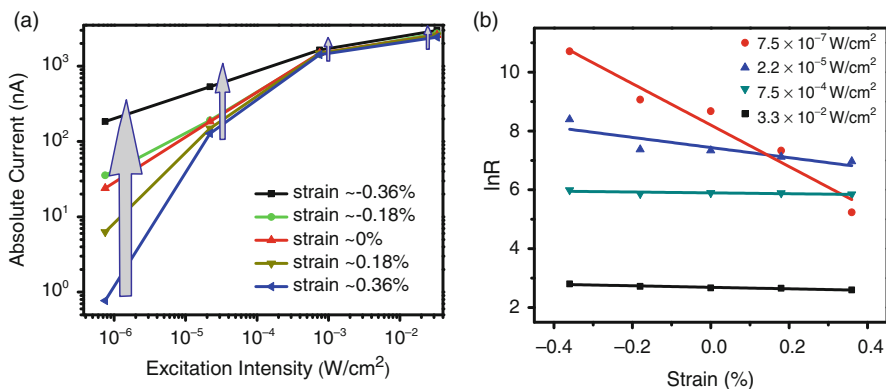 (a)
10³
10²
10¹
10⁰
Absolute Current (nA)
strain ~-0.36%
strain ~-0.18%
strain ~0%
strain ~0.18%
strain ~0.36%
10⁻⁶ 10⁻⁵ 10⁻⁴ 10⁻³ 10⁻²
Excitation Intensity (W/cm²)
(b)
7.5 × 10⁻⁷ W/cm²
2.2 × 10⁻⁵ W/cm²
7.5 × 10⁻⁴ W/cm²
3.3 × 10⁻² W/cm²
10
8
6
4
2
lnR
−0.4 −0.2 0.0 0.2 0.4
Strain (%)